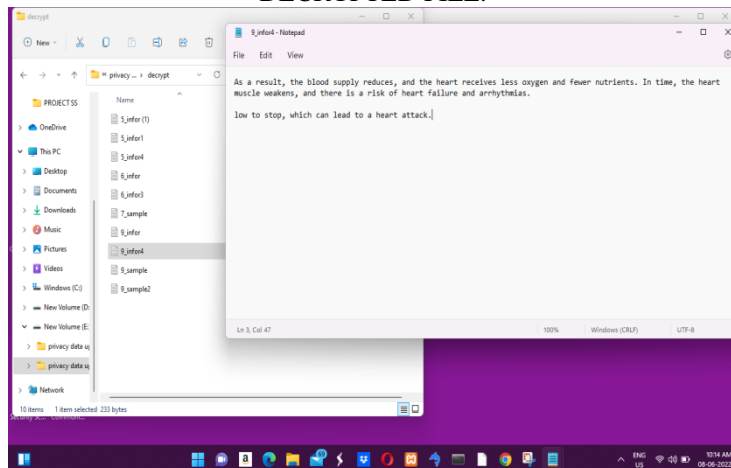 decrypt
New
privacy ... › decrypt
PROJECT SS
OneDrive
This PC
Desktop
Documents
Downloads
Music
Pictures
Videos
Windows (C:)
New Volume (D:
New Volume (E:
privacy data u
privacy data u
Network
Name
5_infor (1)
5_infor1
5_infor4
6_infor
6_infor3
7_sample
9_infor
9_infor4
9_sample
9_sample2
10 items 1 item selected 233 bytes
9_infor4 - Notepad
File Edit View
As a result, the blood supply reduces, and the heart receives less oxygen and fewer nutrients. In time, the heart
muscle weakens, and there is a risk of heart failure and arrhythmias.
low to stop, which can lead to a heart attack.
Ln 3, Col 47 100% Windows (CRLF) UTF-8
ENG
US
10:14 AM
08-06-2022